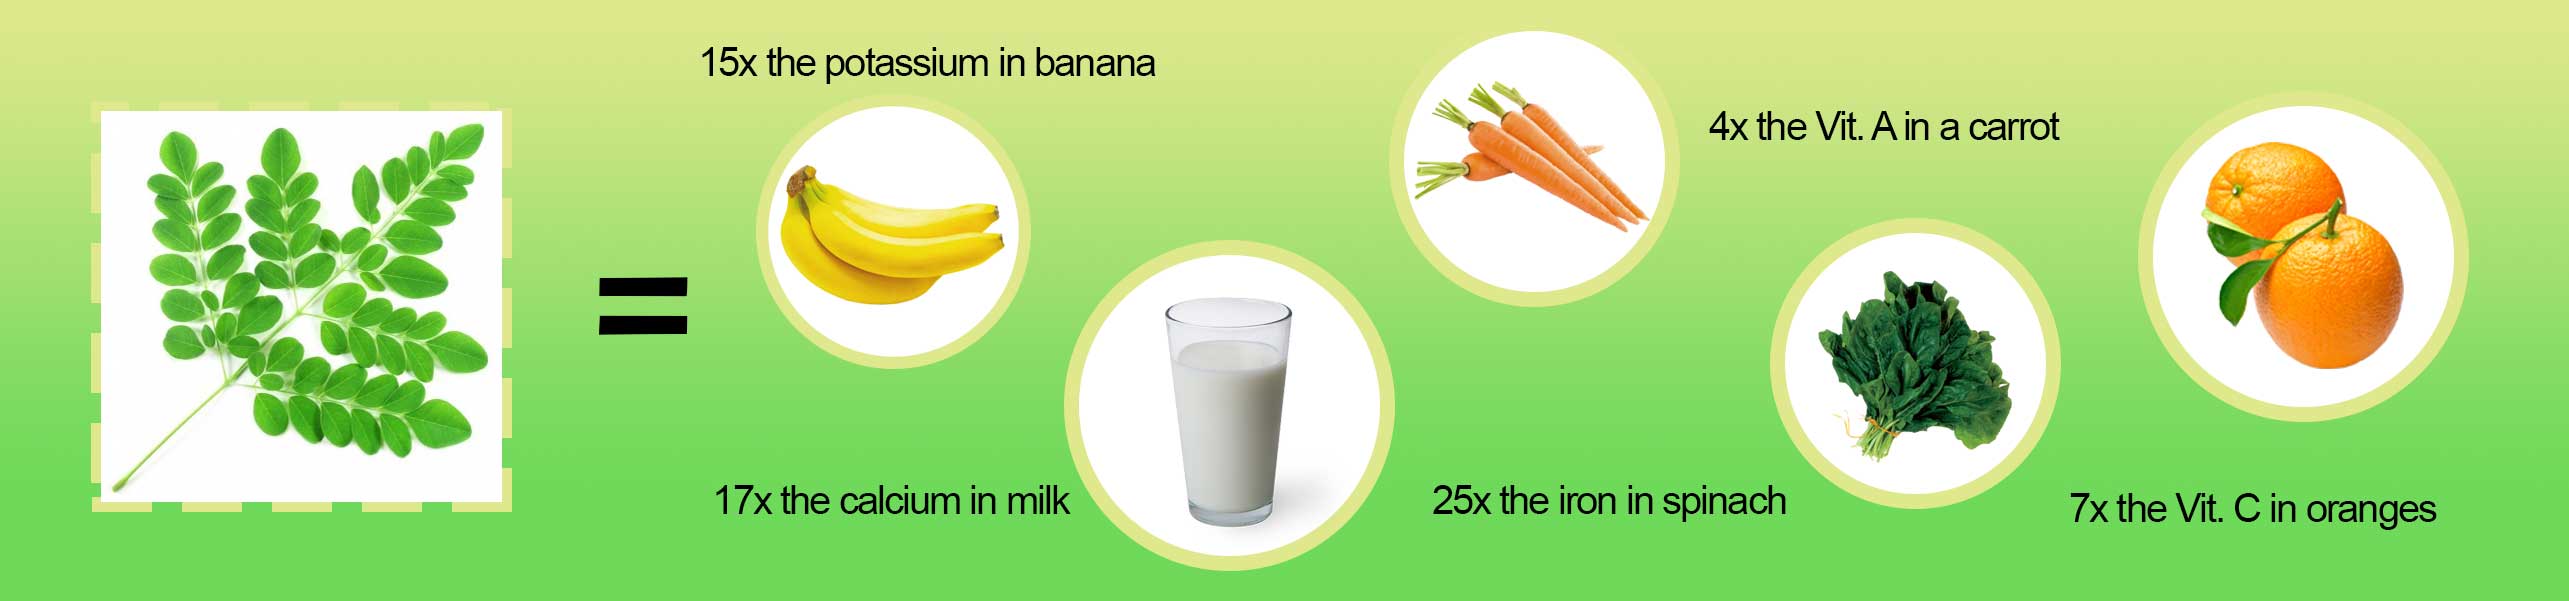 15x the potassium in banana
17x the calcium in milk
4x the Vit. A in a carrot
25x the iron in spinach
7x the Vit. C in oranges